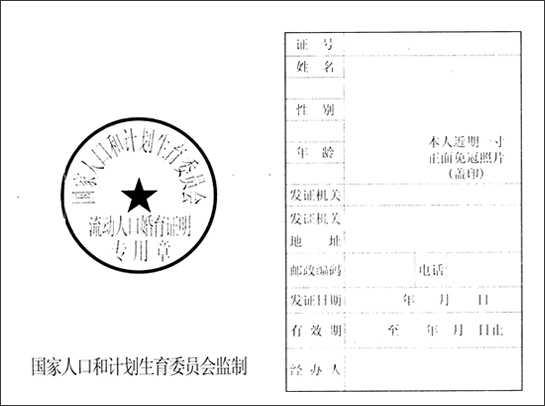 国家人口和计划生育委员会
流动人口婚育证明
专用章
国家人口和计划生育委员会监制
证号
姓名
性别
年龄
本人近期一寸
正面免冠照片
(盖印)
发证机关
发证机关
地址
邮政编码 电话
发证日期 年 月 日
有效期 至 年 月 日止
经办人